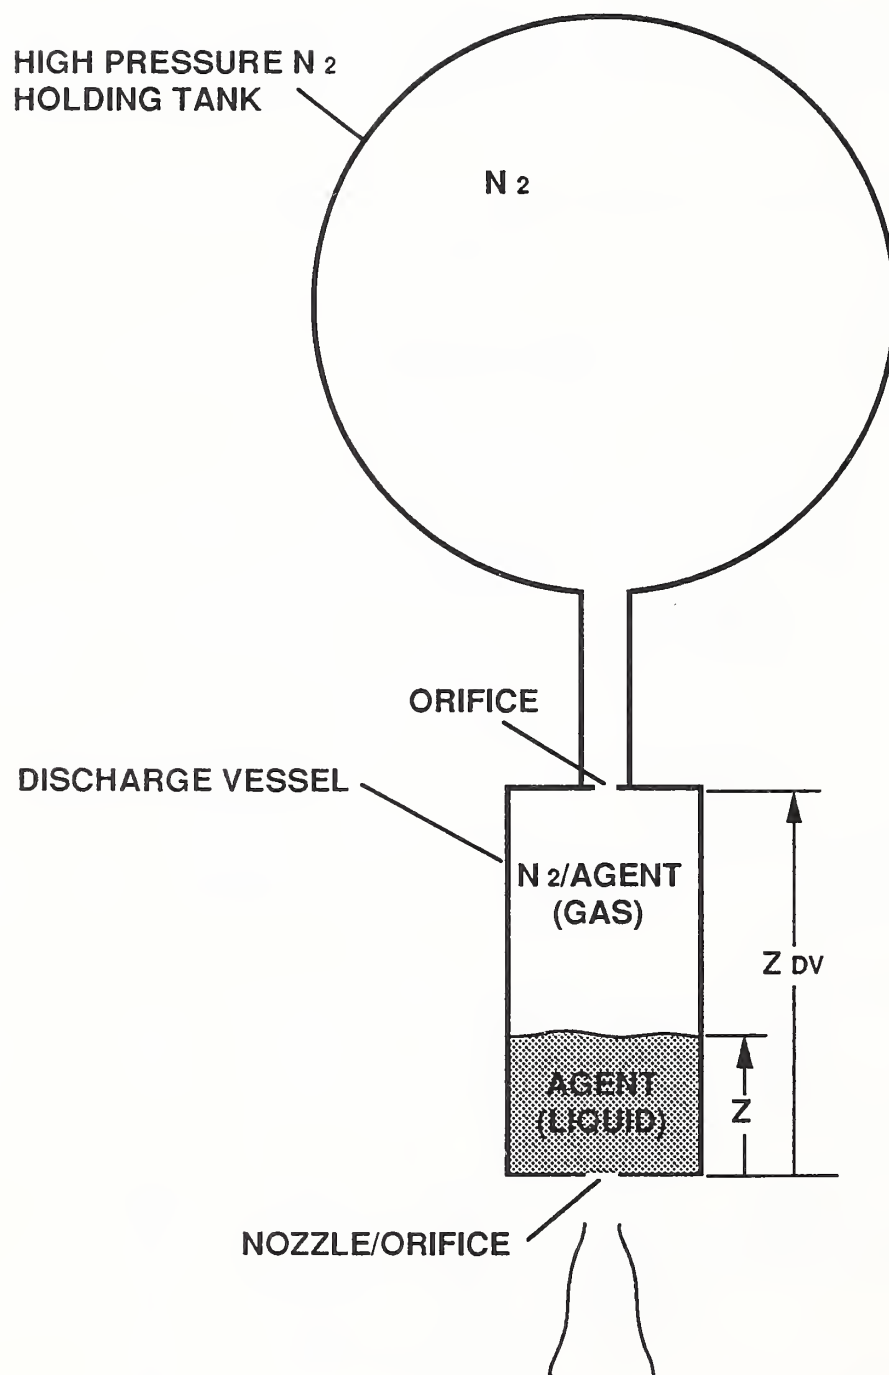 HIGH PRESSURE N 2
HOLDING TANK
N 2
ORIFICE
DISCHARGE VESSEL
N 2/AGENT
(GAS)
Z DV
AGENT
(LIQUID)
Z
NOZZLE/ORIFICE